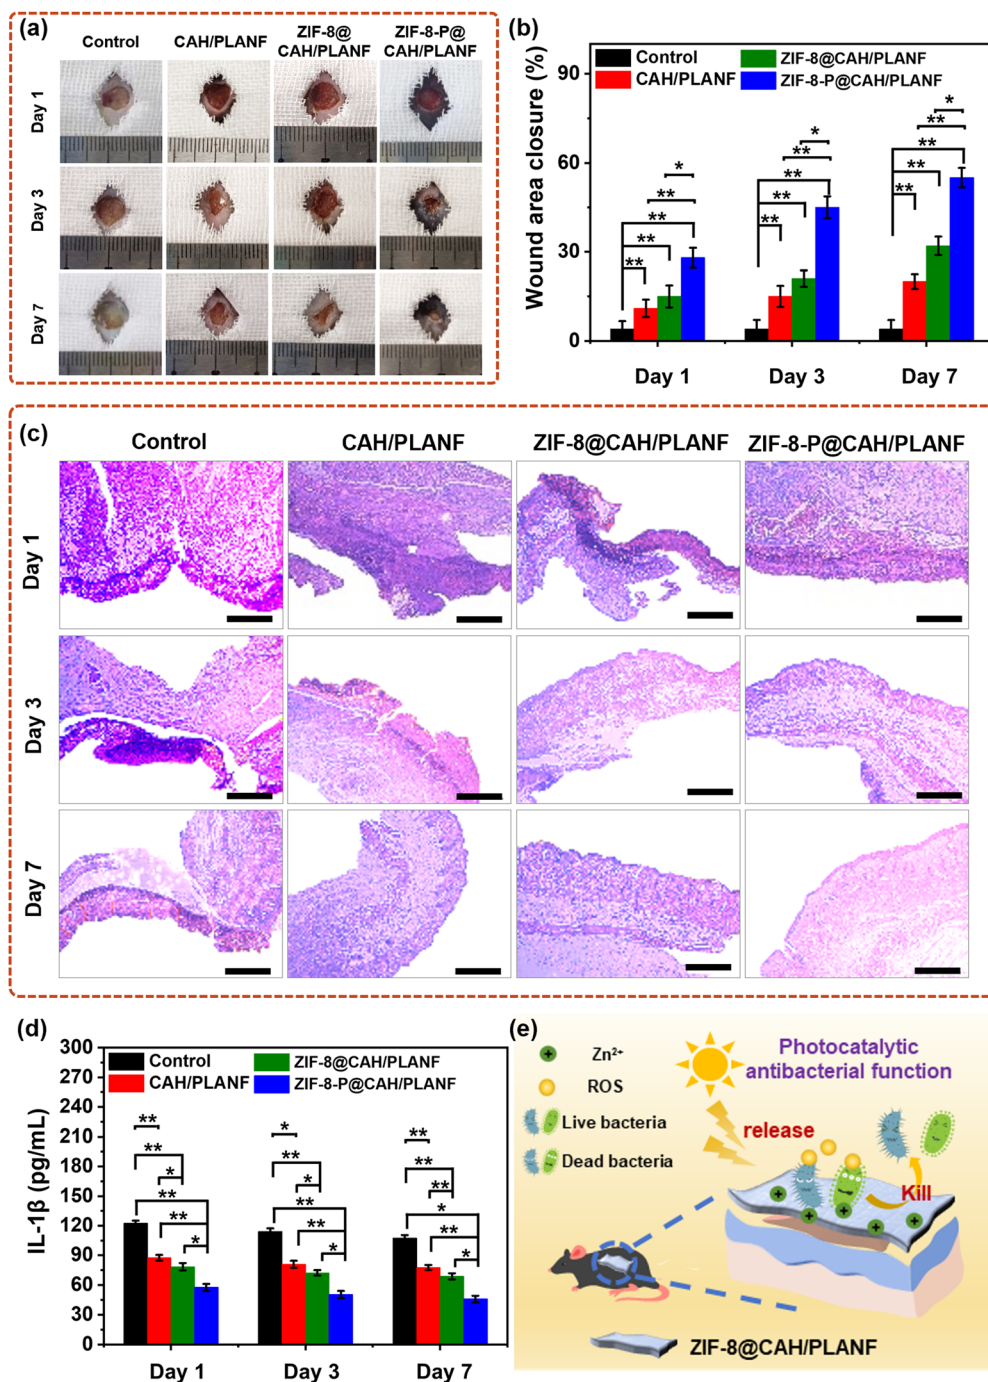 (a)
Control
CAH/PLANF
ZIF-8@
CAH/PLANF
ZIF-8-P@
CAH/PLANF
Day 1
Day 3
Day 7
(b)
Wound area closure (%)
90
60
30
0
Control
CAH/PLANF
ZIF-8@CAH/PLANF
ZIF-8-P@CAH/PLANF
**
**
**
**
*
**
**
**
**
*
**
**
**
**
*
Day 1
Day 3
Day 7
(c)
Control
CAH/PLANF
ZIF-8@CAH/PLANF
ZIF-8-P@CAH/PLANF
Day 1
Day 3
Day 7
(d)
IL-1β (pg/mL)
300
270
240
210
180
150
120
90
60
30
0
Control
CAH/PLANF
ZIF-8@CAH/PLANF
ZIF-8-P@CAH/PLANF
**
**
*
**
**
*
*
**
*
**
**
*
**
**
**
*
**
*
Day 1
Day 3
Day 7
(e)
Zn²⁺
ROS
Live bacteria
Dead bacteria
Photocatalytic
antibacterial function
release
Kill
ZIF-8@CAH/PLANF